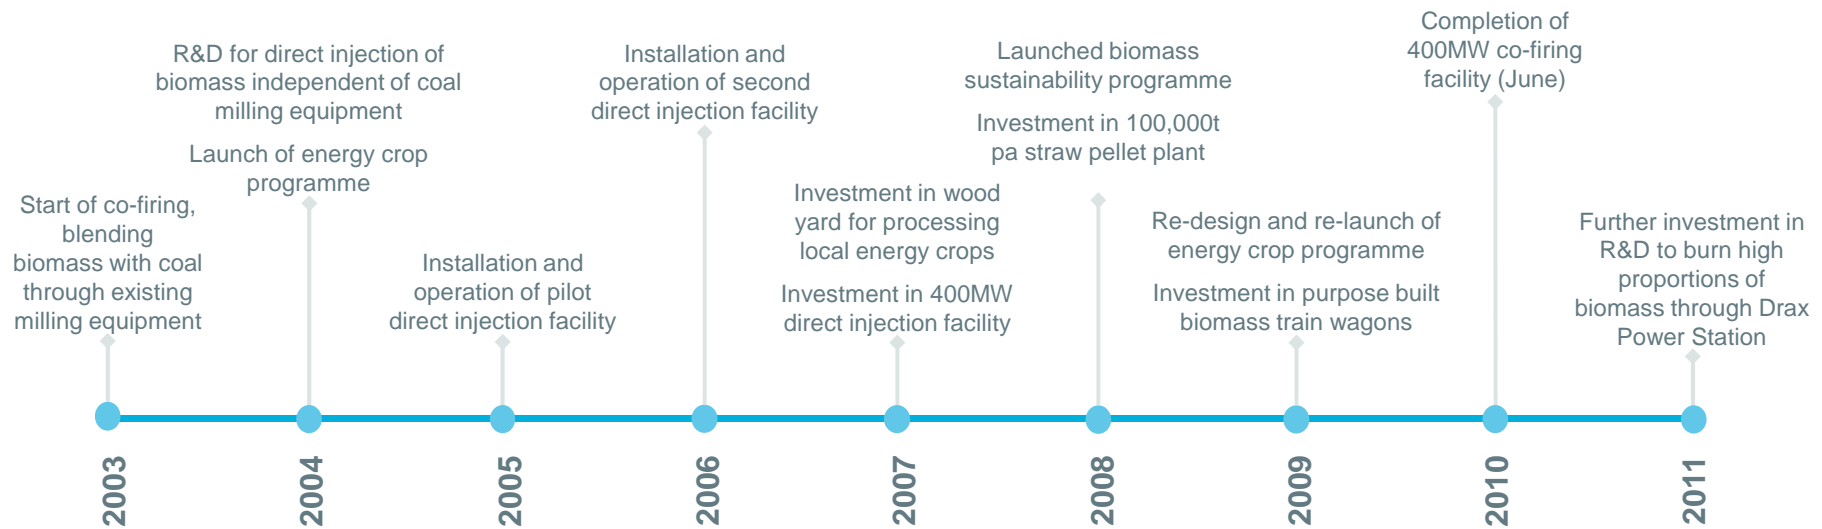 Start of co-firing,
blending
biomass with coal
through existing
milling equipment
R&D for direct injection of
biomass independent of coal
milling equipment
Launch of energy crop
programme
Installation and
operation of pilot
direct injection facility
Installation and
operation of second
direct injection facility
Investment in wood
yard for processing
local energy crops
Investment in 400MW
direct injection facility
Launched biomass
sustainability programme
Investment in 100,000t
pa straw pellet plant
Re-design and re-launch of
energy crop programme
Investment in purpose built
biomass train wagons
Completion of
400MW co-firing
facility (June)
Further investment in
R&D to burn high
proportions of
biomass through Drax
Power Station
2003
2004
2005
2006
2007
2008
2009
2010
2011